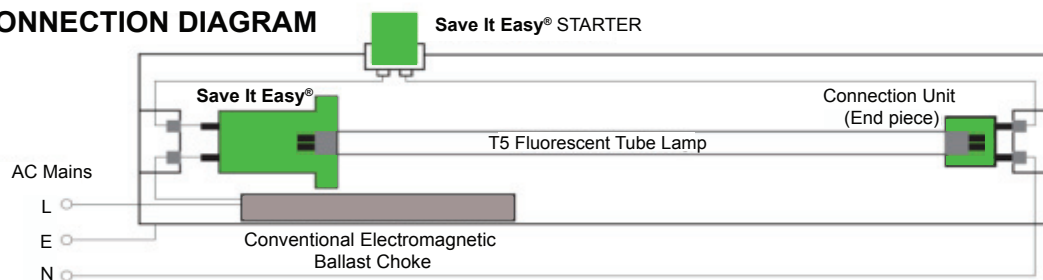 ONNECTION DIAGRAM
Save It Easy® STARTER
Save It Easy®
Connection Unit
(End piece)
T5 Fluorescent Tube Lamp
AC Mains
L
E
Conventional Electromagnetic
Ballast Choke
N